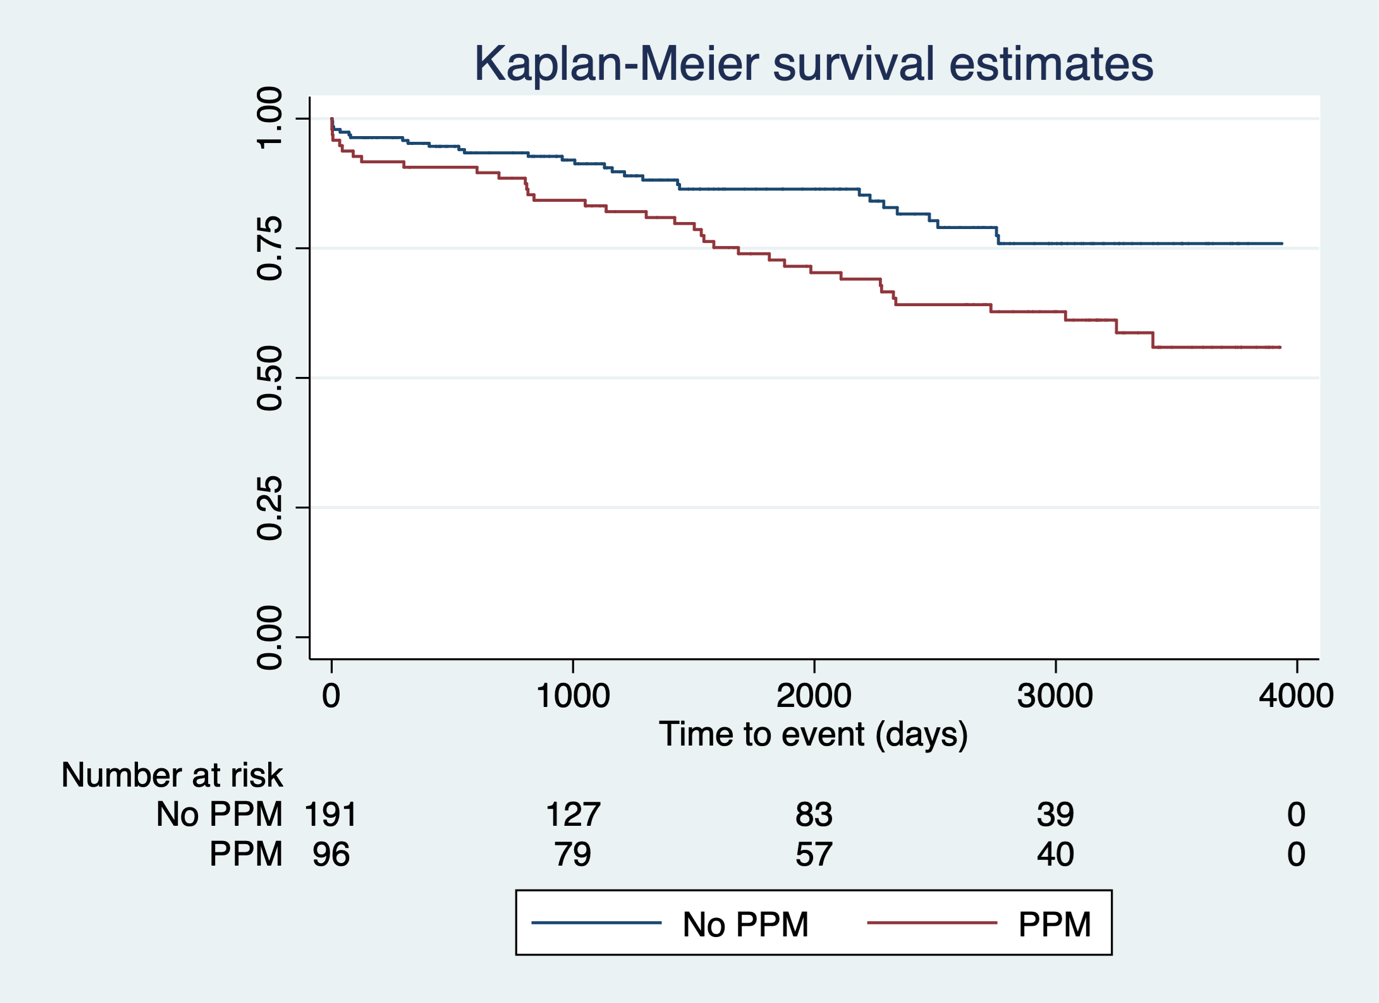 Kaplan-Meier survival estimates
1.00
0.75
0.50
0.25
0.00
0 1000 2000 3000 4000
Time to event (days)
Number at risk
No PPM 191 127 83 39 0
PPM 96 79 57 40 0
No PPM PPM